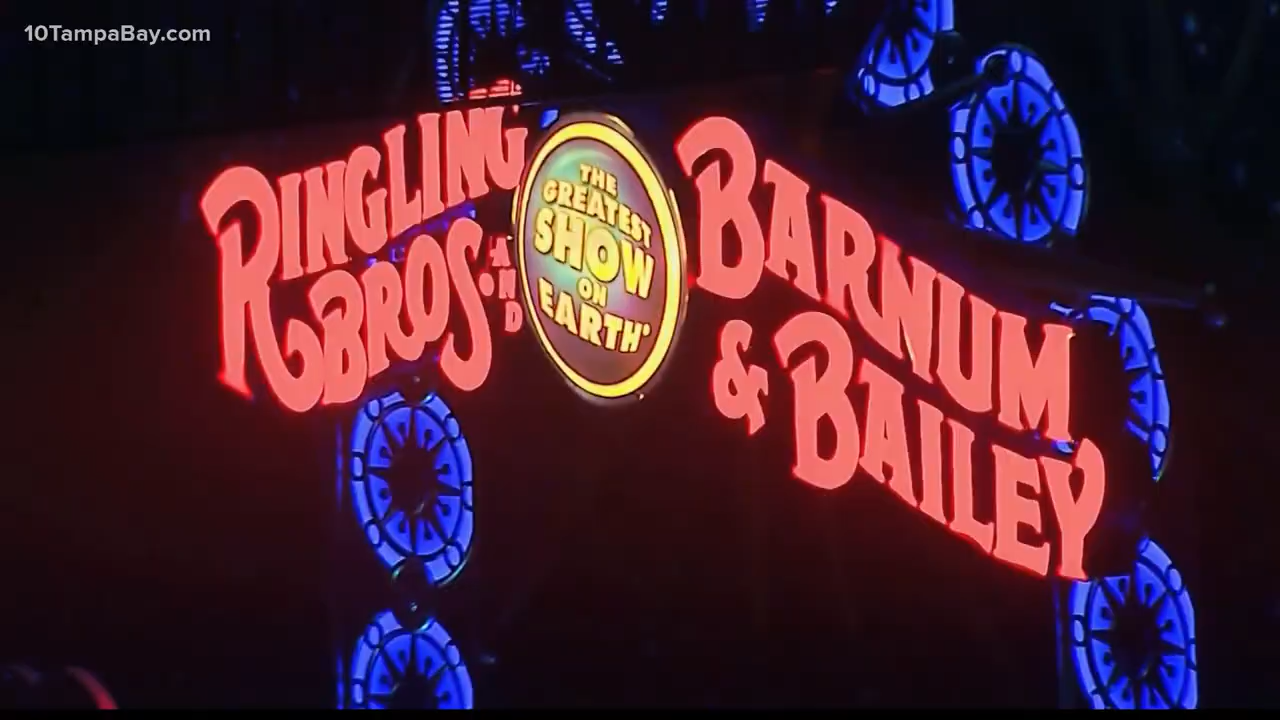 10TampaBay.com
RINGLING
BROS. AND
THE
GREATEST
SHOW
ON
EARTH®
BARNUM
& BAILEY